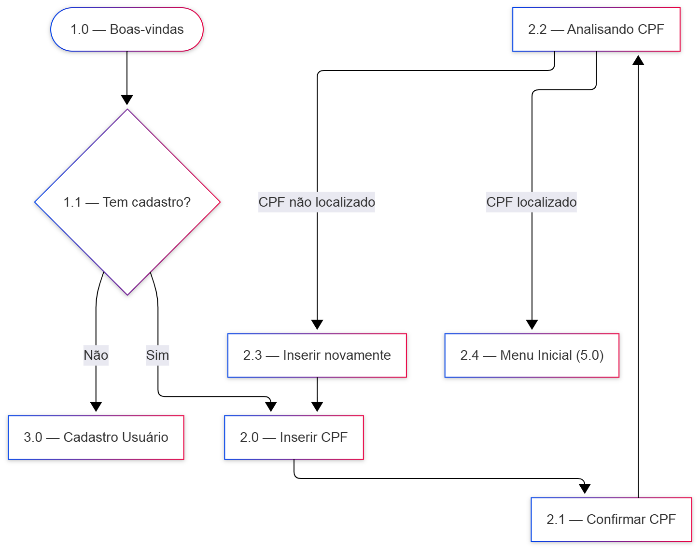 1.0 — Boas-vindas
2.2 — Analisando CPF
1.1 — Tem cadastro?
CPF não localizado
CPF localizado
Não
Sim
2.3 — Inserir novamente
2.4 — Menu Inicial (5.0)
3.0 — Cadastro Usuário
2.0 — Inserir CPF
2.1 — Confirmar CPF